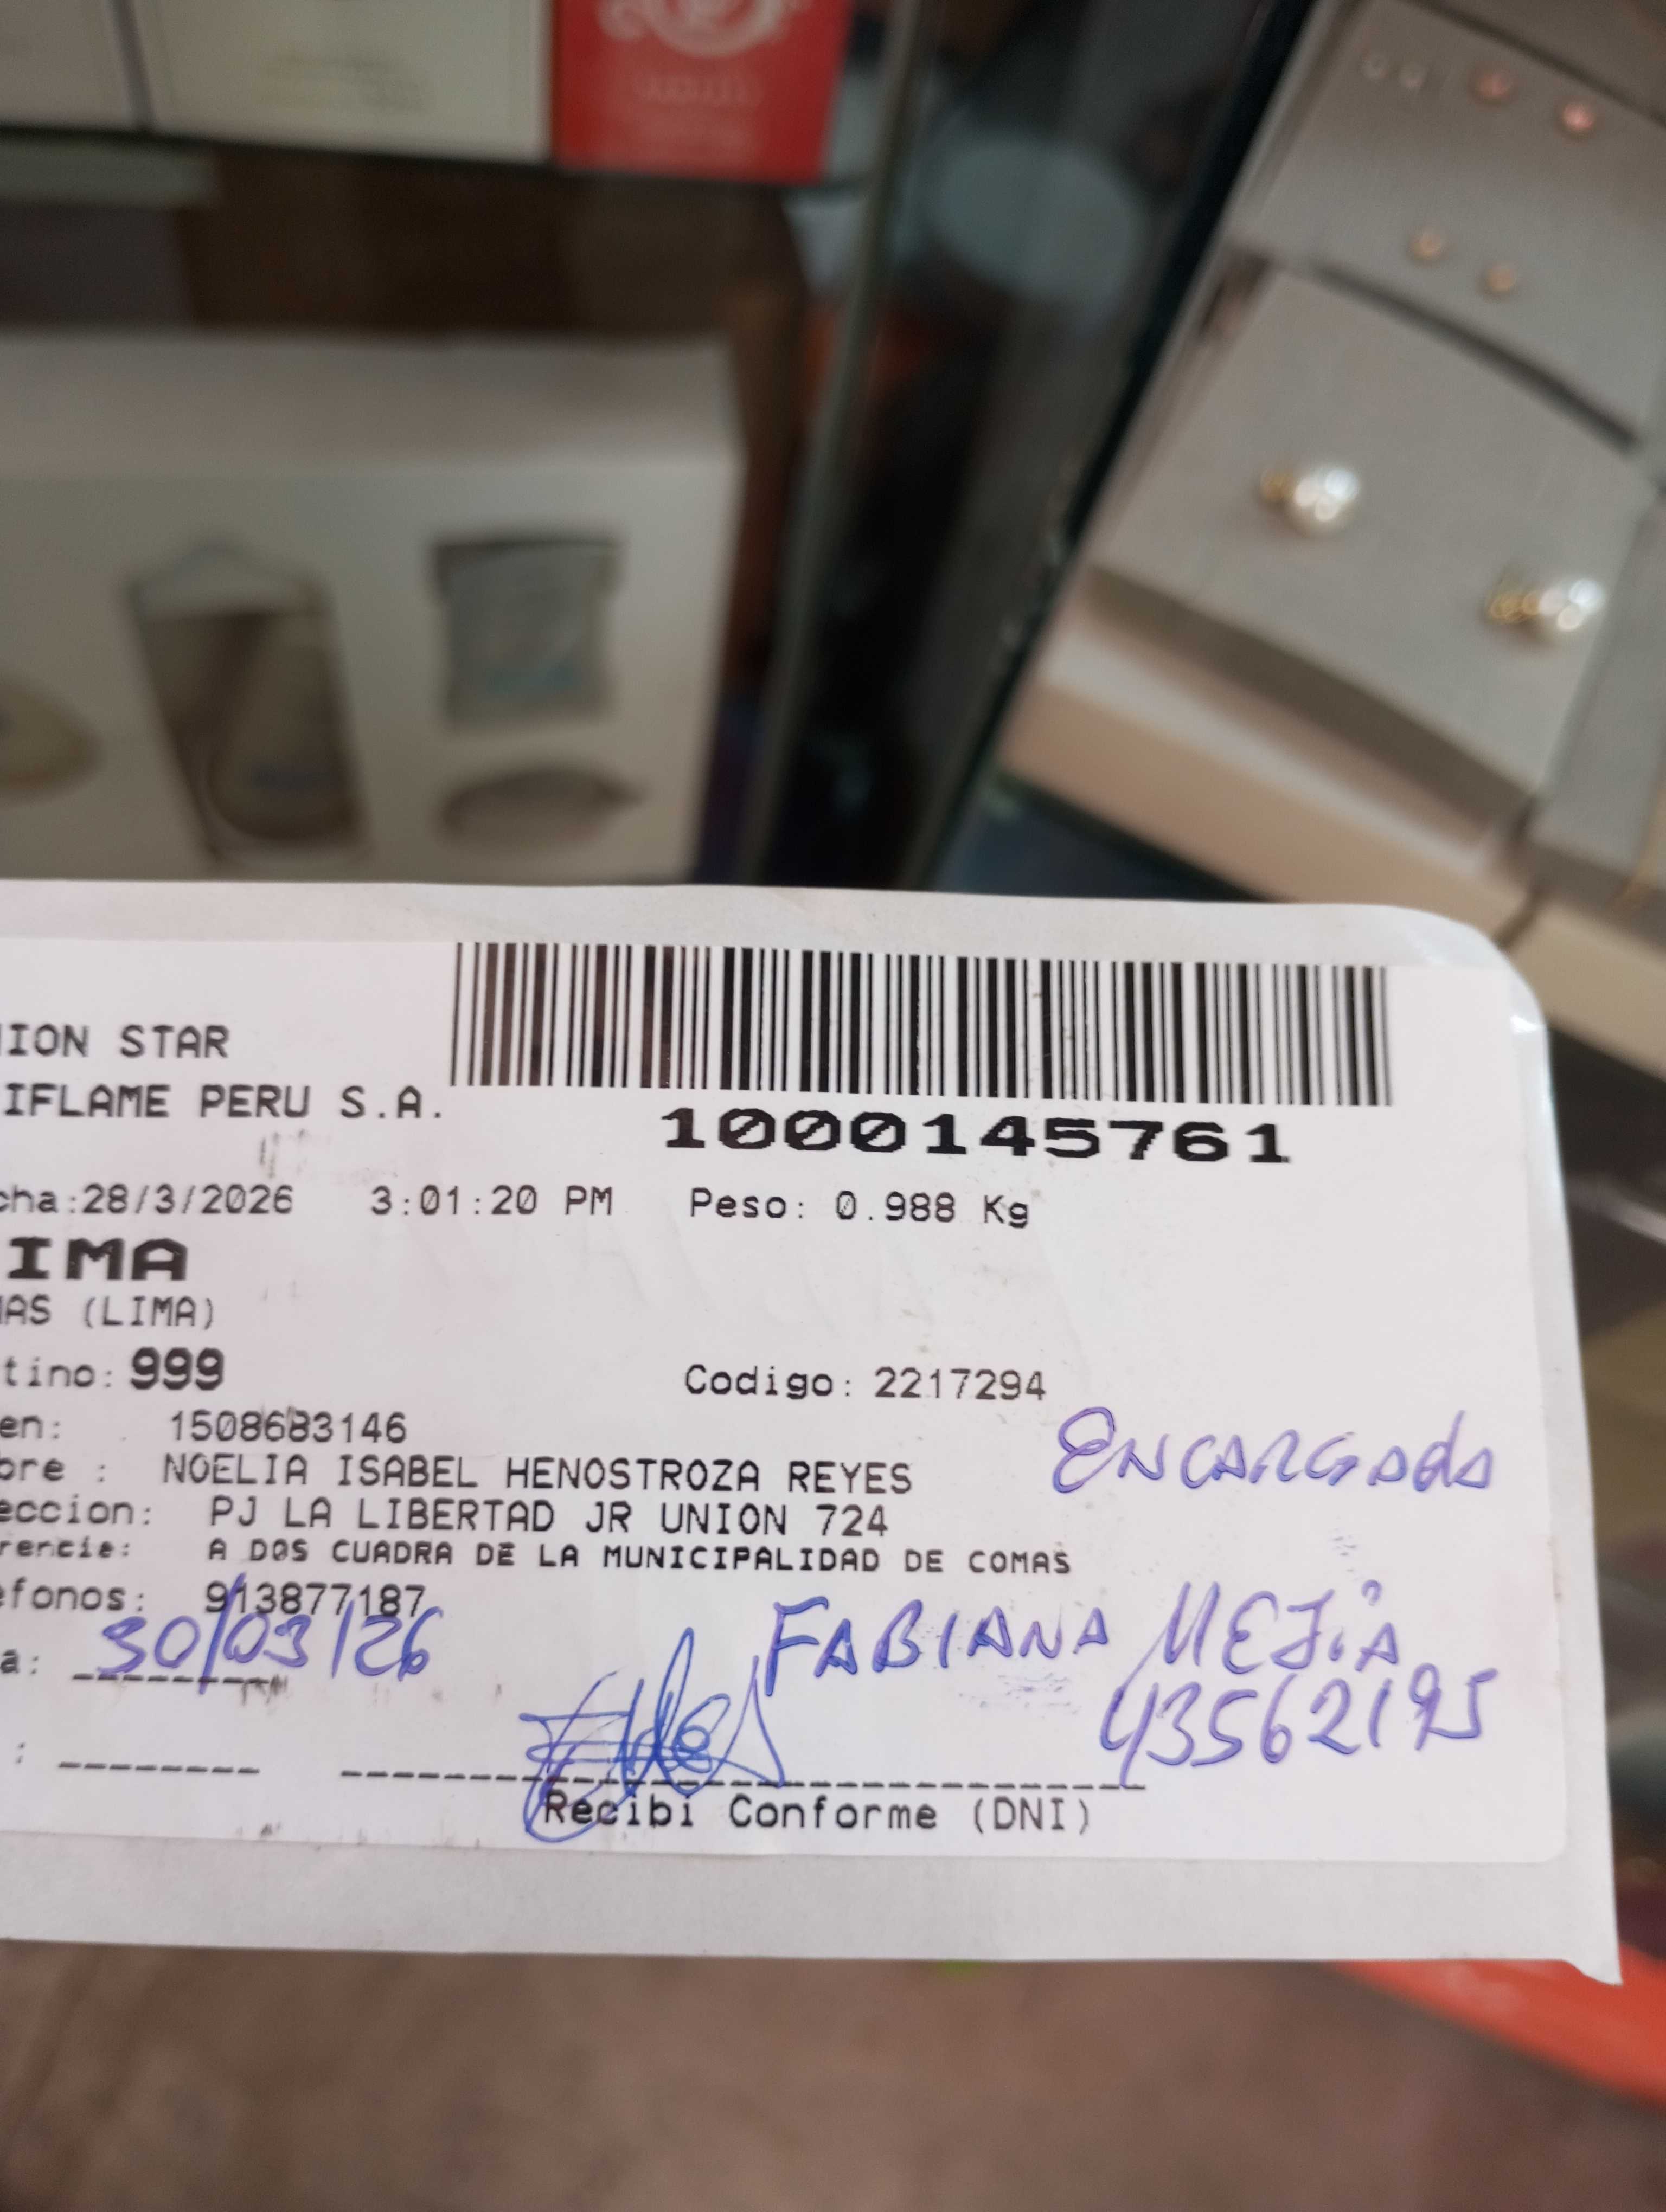 ION STAR
IFLAME PERU S.A.
1000145761
cha:28/3/2026 3:01:20 PM Peso: 0.988 Kg
IMA
AS (LIMA)
tino: 999 Codigo: 2217294
en: 1508683146
bre : NOELIA ISABEL HENOSTROZA REYES ENCARGADA
eccion: PJ LA LIBERTAD JR UNION 724
rencia: A DOS CUADRA DE LA MUNICIPALIDAD DE COMAS
efonos: 913877187
a: 30/03/26 FABIANA MEJíA
43562195
:
Recibi Conforme (DNI)